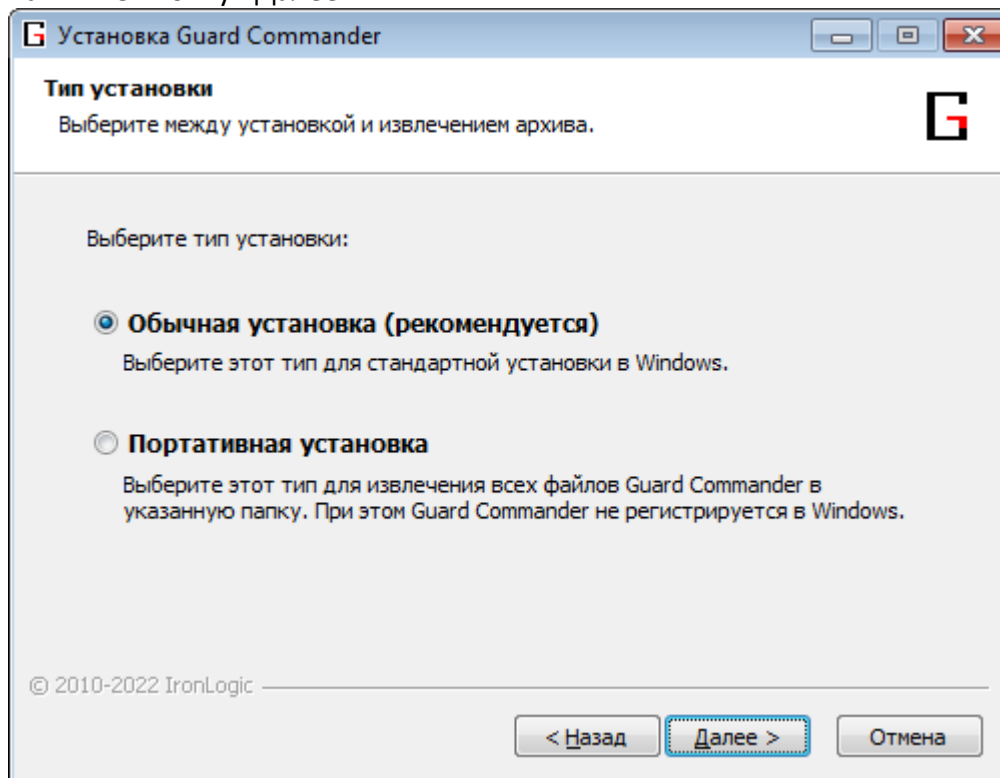 Установка Guard Commander
Тип установки
Выберите между установкой и извлечением архива.
Выберите тип установки:
Обычная установка (рекомендуется)
Выберите этот тип для стандартной установки в Windows.
Портативная установка
Выберите этот тип для извлечения всех файлов Guard Commander в
указанную папку. При этом Guard Commander не регистрируется в Windows.
© 2010-2022 IronLogic
< Назад Далее > Отмена